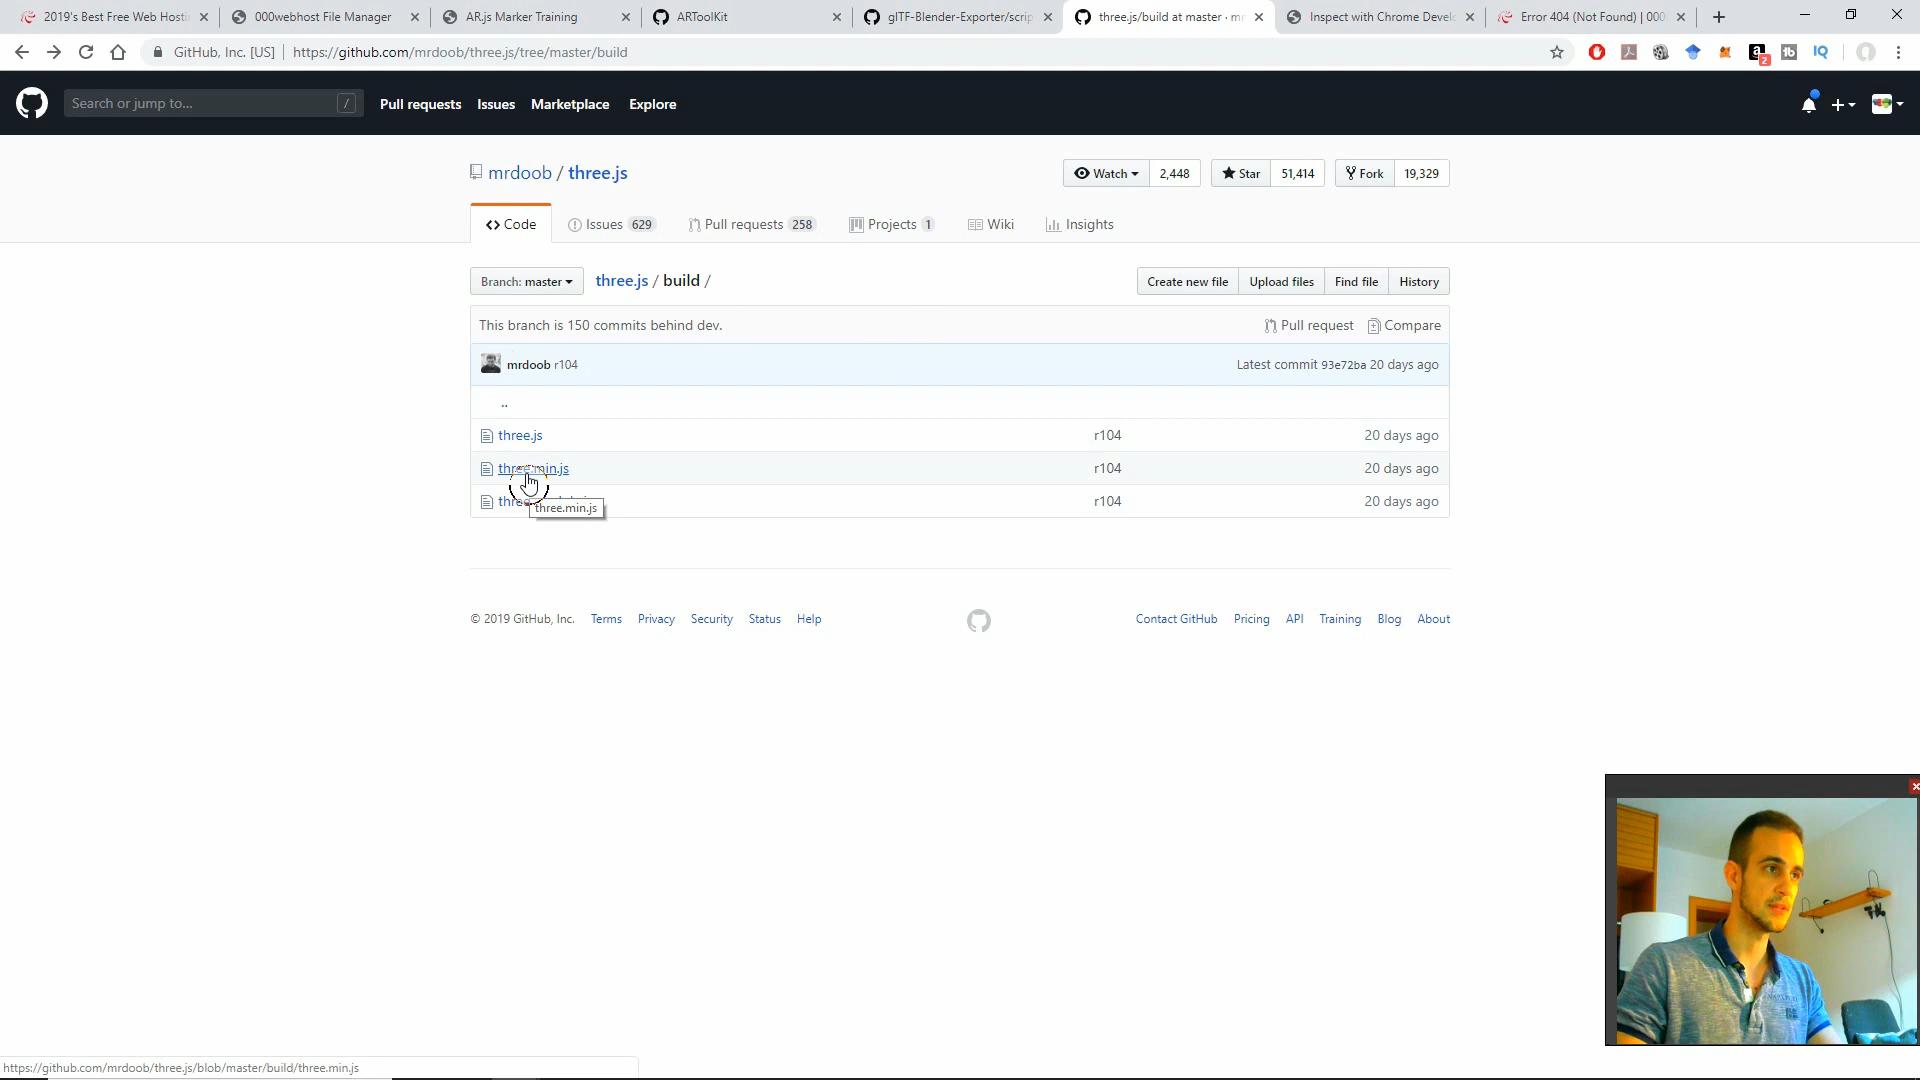 2019's Best Free Web Hosti
000webhost File Manager
AR.js Marker Training
ARToolKit
glTF-Blender-Exporter/scrip
three.js/build at master · mr
Inspect with Chrome Develo
Error 404 (Not Found) | 000
GitHub, Inc. [US] | https://github.com/mrdoob/three.js/tree/master/build
2
Search or jump to... /
Pull requests Issues Marketplace Explore
mrdoob / three.js
Watch 2,448 Star 51,414 Fork 19,329
Code Issues 629 Pull requests 258 Projects 1 Wiki Insights
Branch: master three.js / build / Create new file Upload files Find file History
This branch is 150 commits behind dev. Pull request Compare
mrdoob r104 Latest commit 93e72ba 20 days ago
..
three.js r104 20 days ago
three.min.js r104 20 days ago
r104 20 days ago
three.min.js
© 2019 GitHub, Inc. Terms Privacy Security Status Help Contact GitHub Pricing API Training Blog About
https://github.com/mrdoob/three.js/blob/master/build/three.min.js